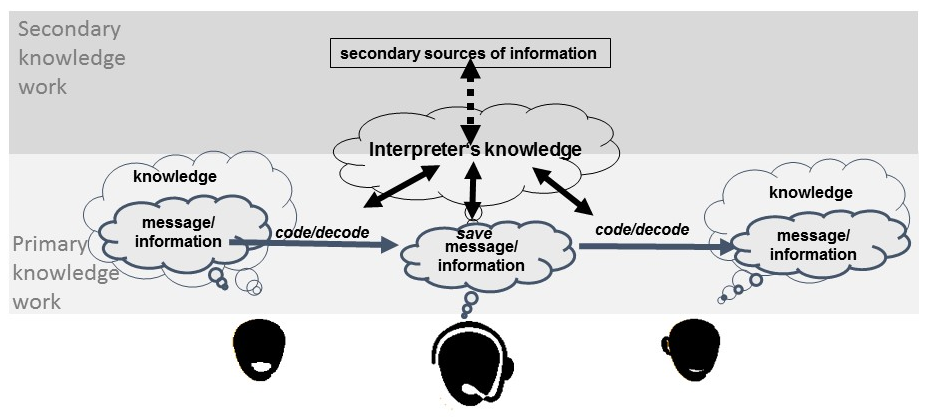 Secondary
knowledge
work
secondary sources of information
Interpreter's knowledge
knowledge
message/
information
code/decode
save
message/
information
code/decode
knowledge
message/
information
Primary
knowledge
work